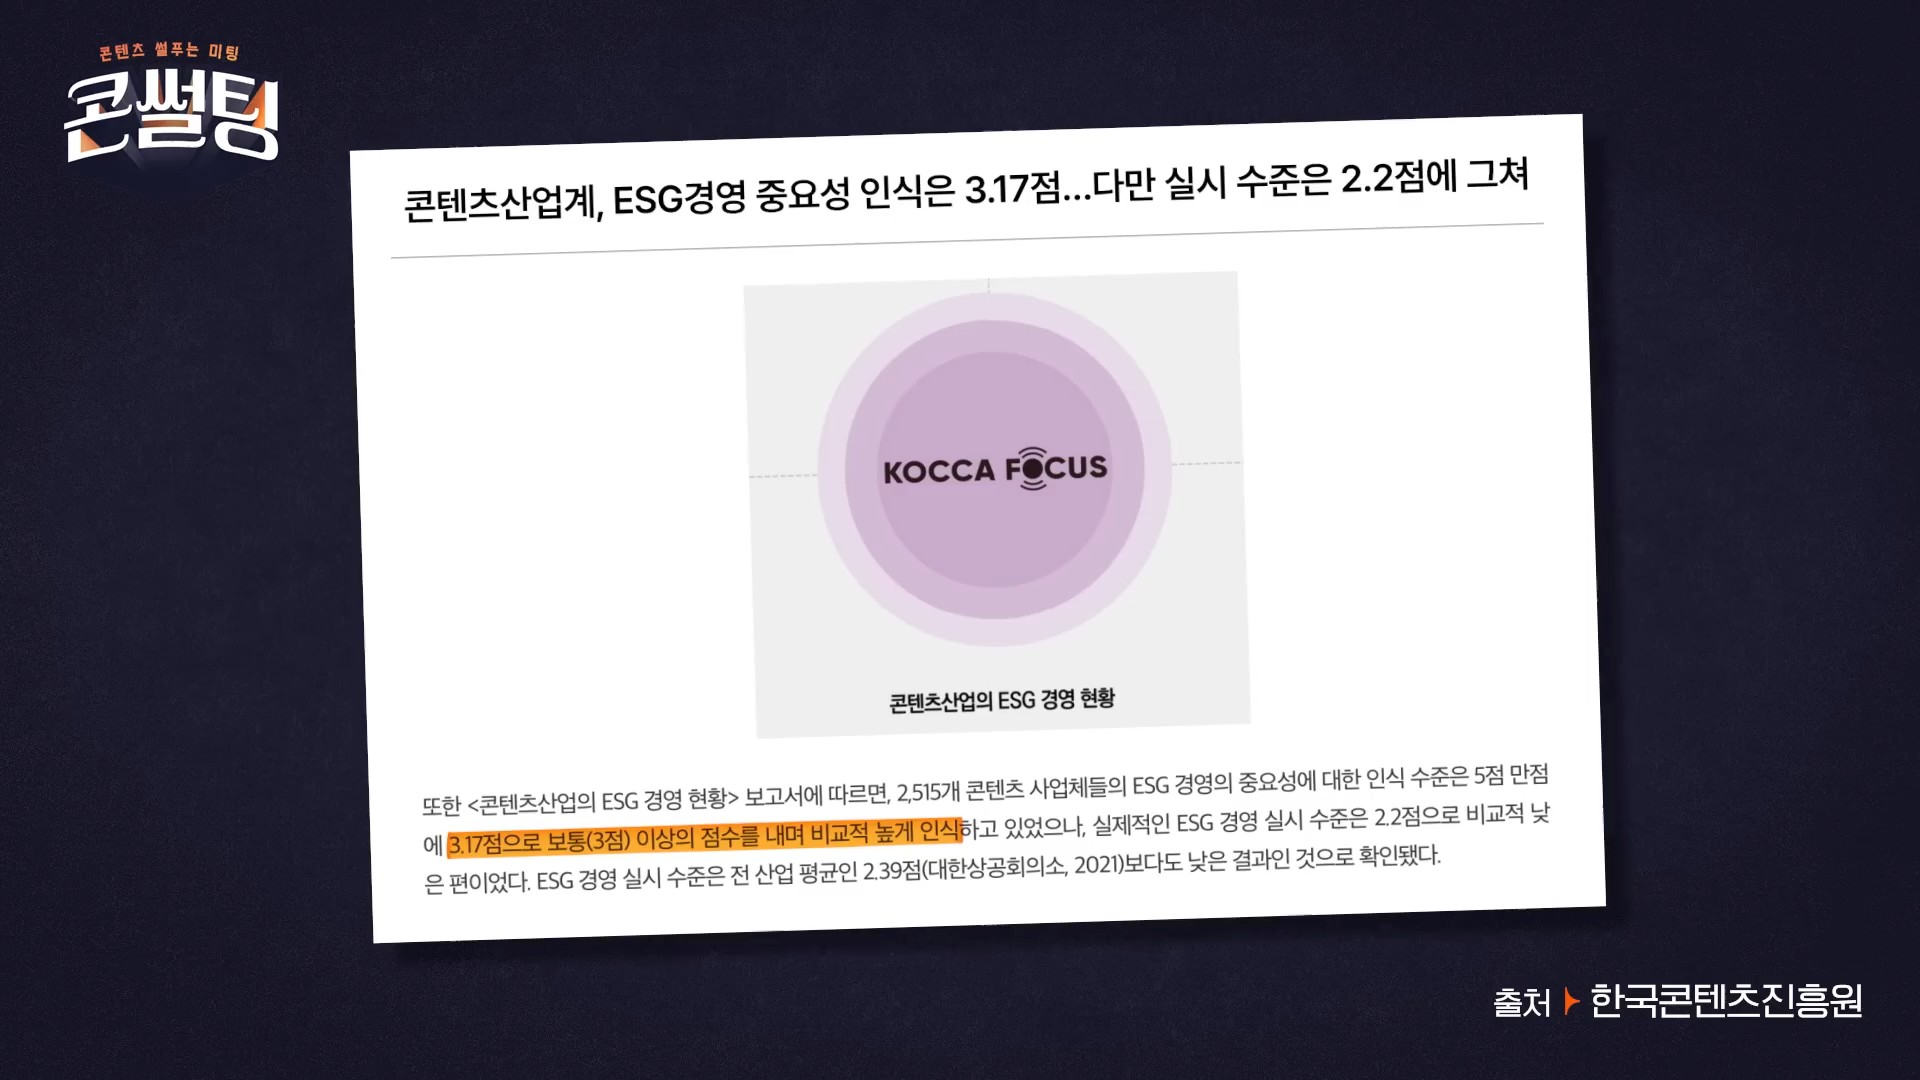 콘텐츠 썰푸는 미팅
콘썰팅
콘텐츠산업계, ESG경영 중요성 인식은 3.17점...다만 실시 수준은 2.2점에 그쳐
KOCCA FOCUS
콘텐츠산업의 ESG 경영 현황
또한 <콘텐츠산업의 ESG 경영 현황> 보고서에 따르면, 2,515개 콘텐츠 사업체들의 ESG 경영의 중요성에 대한 인식 수준은 5점 만점
에 3.17점으로 보통(3점) 이상의 점수를 내며 비교적 높게 인식하고 있었으나, 실제적인 ESG 경영 실시 수준은 2.2점으로 비교적 낮
은 편이었다. ESG 경영 실시 수준은 전 산업 평균인 2.39점(대한상공회의소, 2021)보다도 낮은 결과인 것으로 확인됐다.
출처 한국콘텐츠진흥원